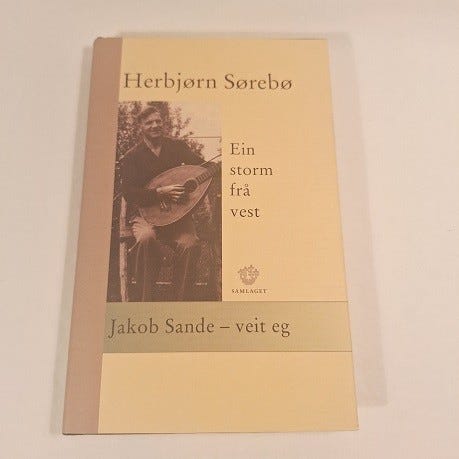 Herbjørn Sørebø
Ein
storm
frå
vest
SAMLAGET
Jakob Sande – veit eg